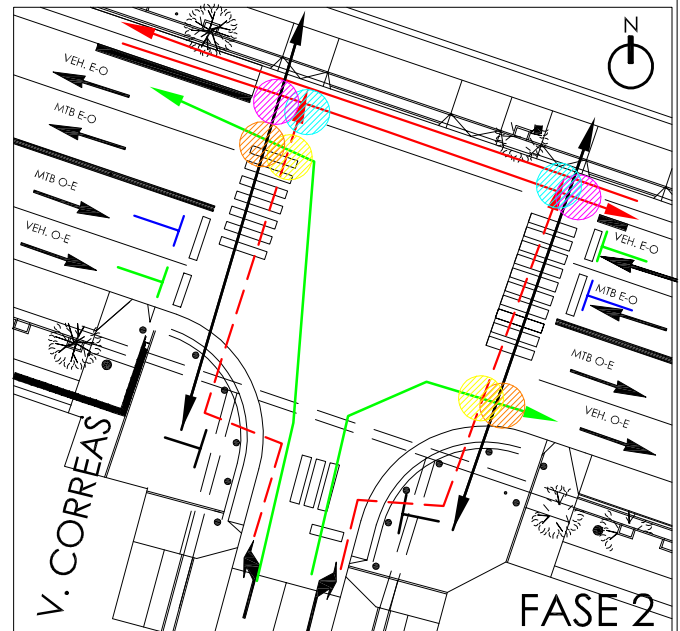 N
VEH. E-O
MTB E-O
MTB O-E
VEH. O-E
VEH. E-O
MTB E-O
MTB O-E
VEH. O-E
V. CORREAS
FASE 2